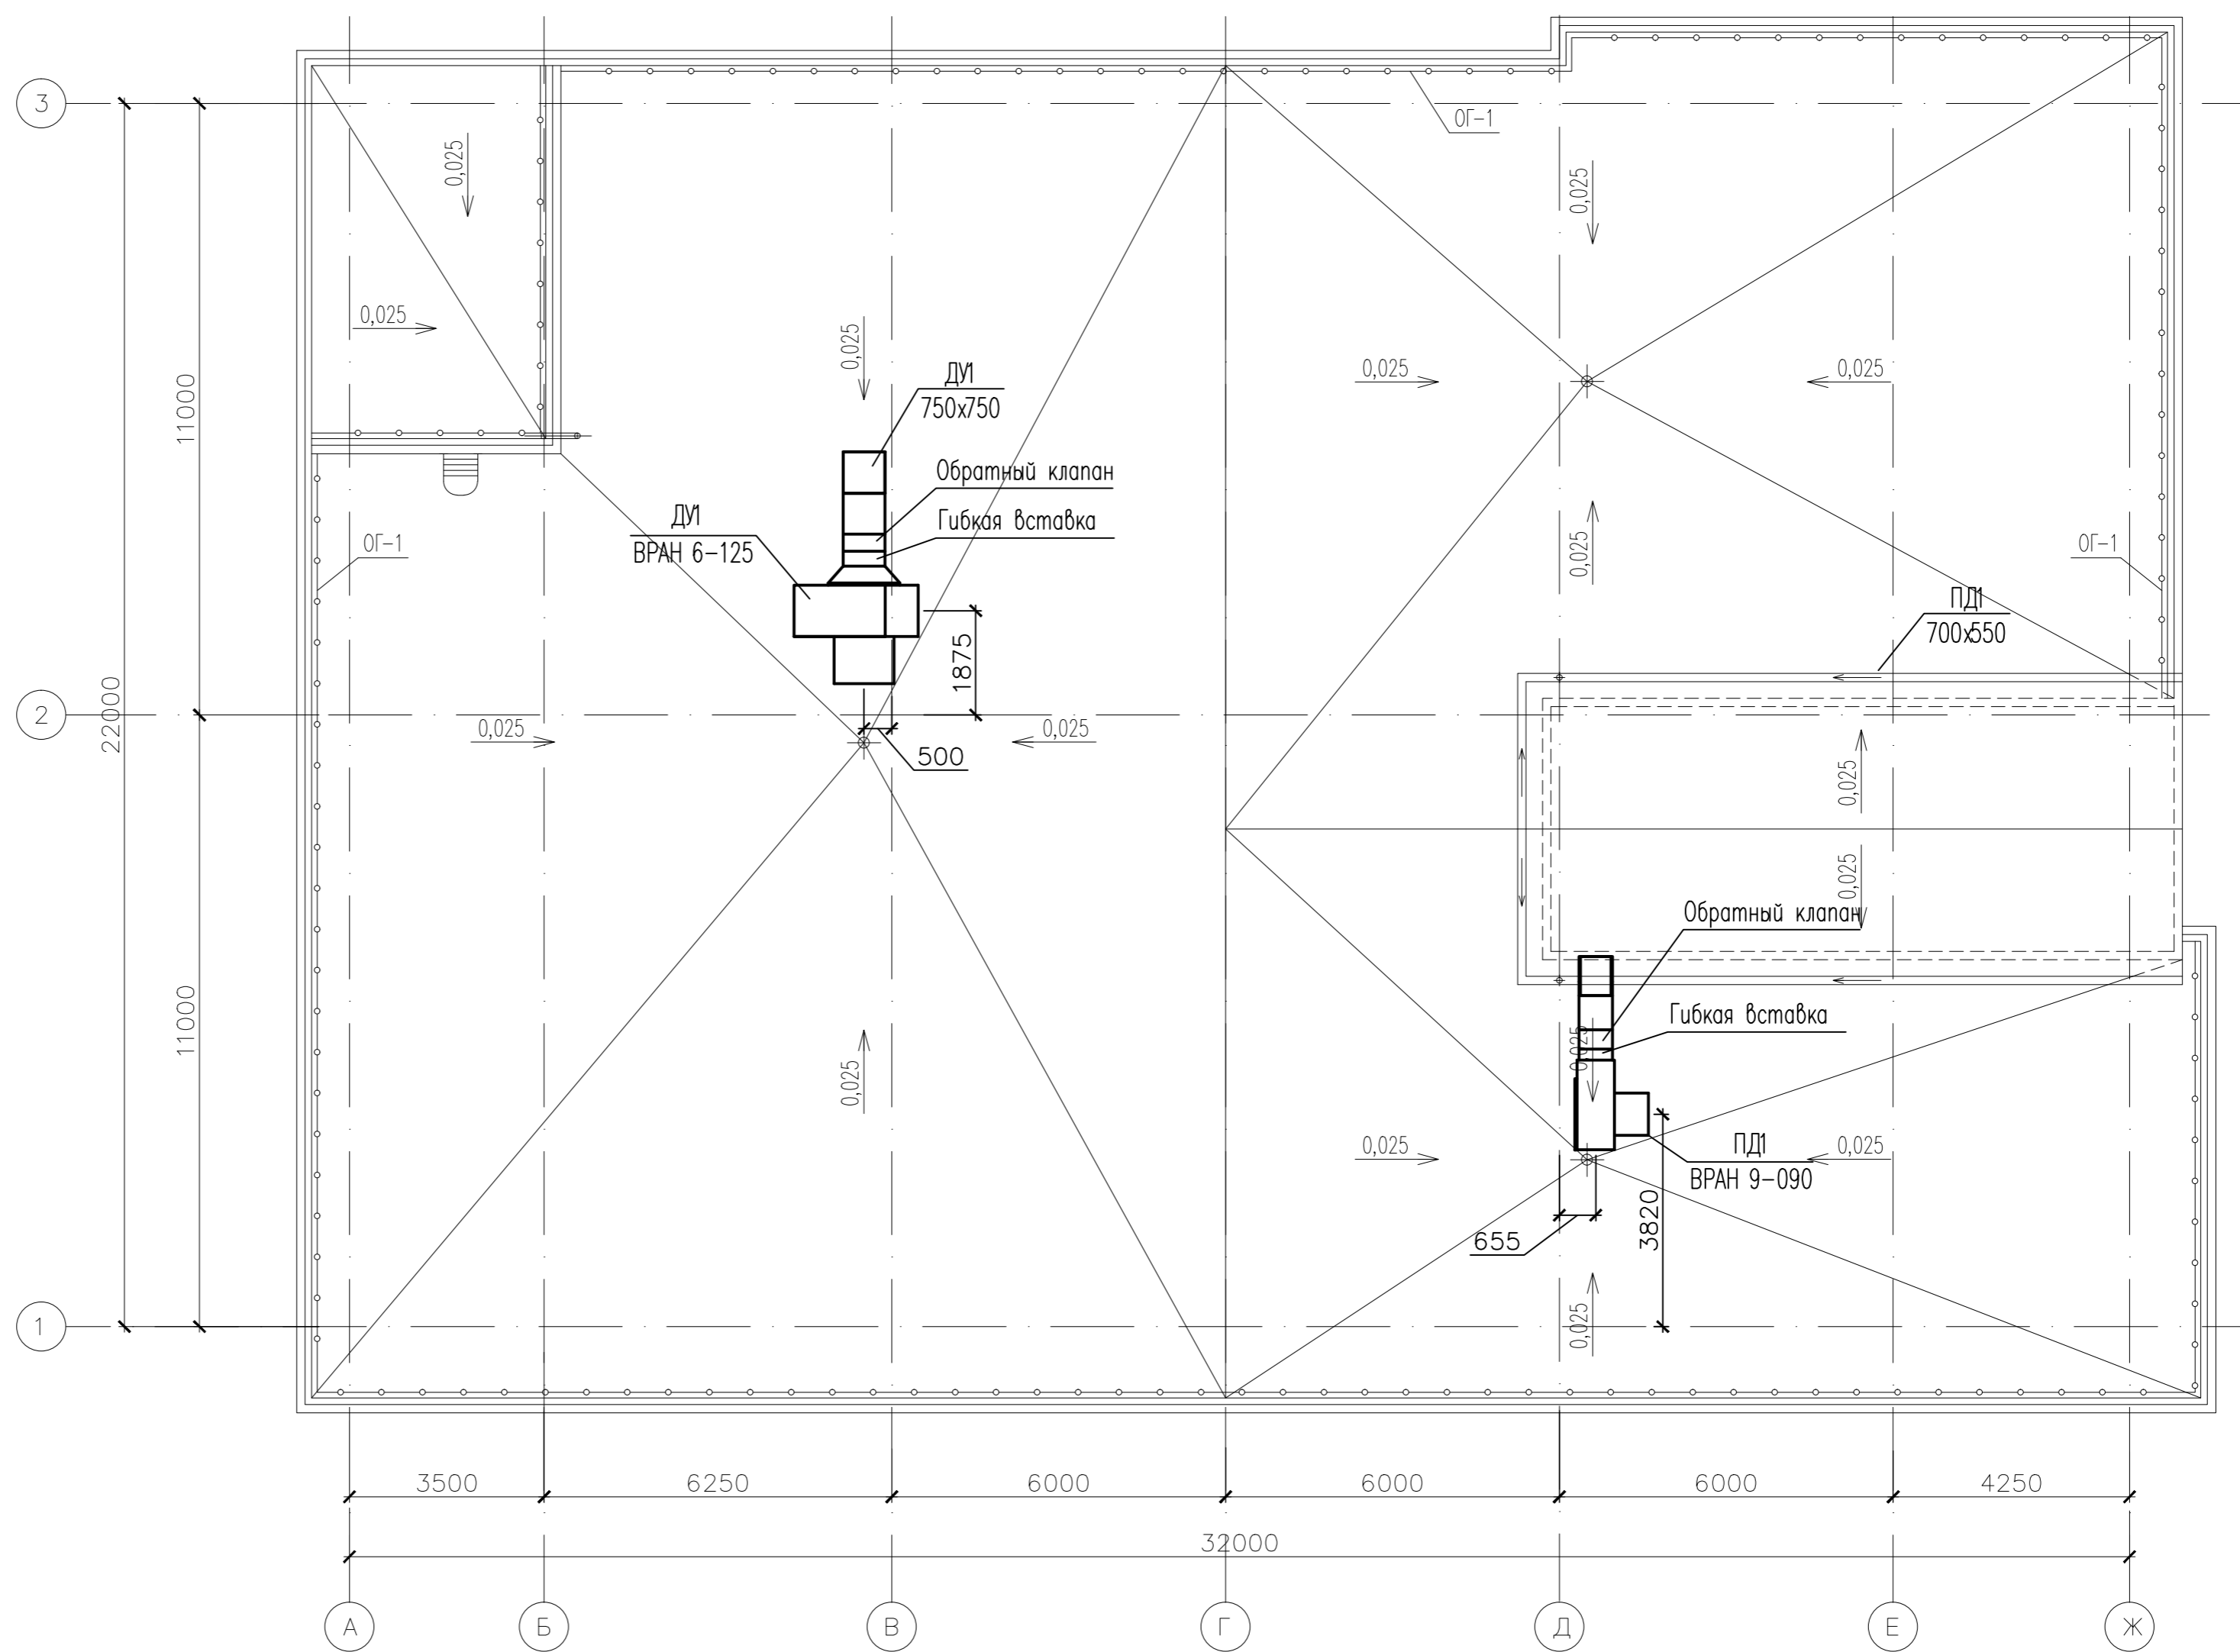 3
ОГ-1
0,025
0,025
0,025
0,025
0,025
ДУ1
750х750
0,025
0,025
11000
Обратный клапан
ДУ1
ВРАН 6-125
Гибкая вставка
ОГ-1
0,025
ОГ-1
ПД1
700х550
1875
2
22000
0,025
0,025
500
0,025
0,025
Обратный клапан
11000
Гибкая вставка
0,025
0,025
0,025
0,025
ПД1
ВРАН 9-090
655
3820
0,025
1
3500
6250
6000
6000
6000
4250
32000
А
Б
В
Г
Д
Е
Ж